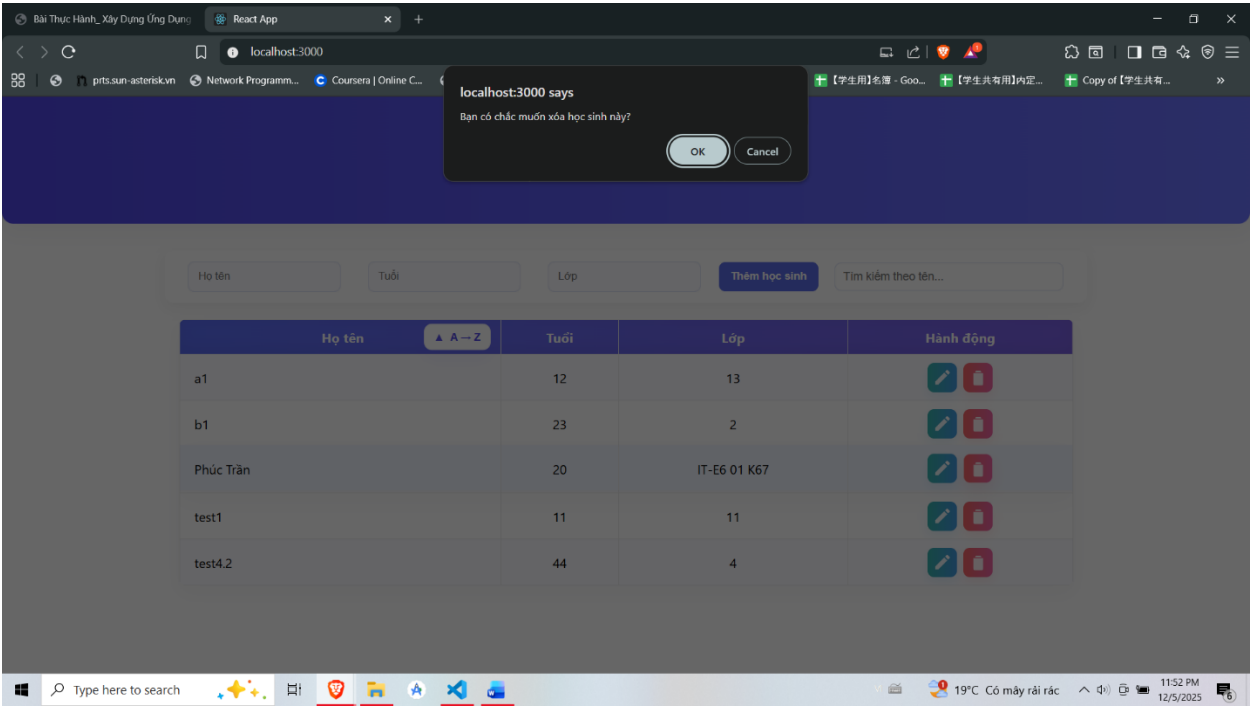 Bài Thực Hành_ Xây Dựng Ứng Dụng
React App
localhost:3000
prts.sun-asterisk.vn
Network Programm...
Coursera | Online C...
【学生用】名簿 - Goo...
【学生共有用】内定...
Copy of 【学生共有...
localhost:3000 says
Bạn có chắc muốn xóa học sinh này?
OK
Cancel
Họ tên
Tuổi
Lớp
Thêm học sinh
Tìm kiếm theo tên...
Họ tên ▲ A→Z Tuổi Lớp Hành động
a1 12 13
b1 23 2
Phúc Trần 20 IT-E6 01 K67
test1 11 11
test4.2 44 4
Type here to search
19°C Có mây rải rác
11:52 PM
12/5/2025
6